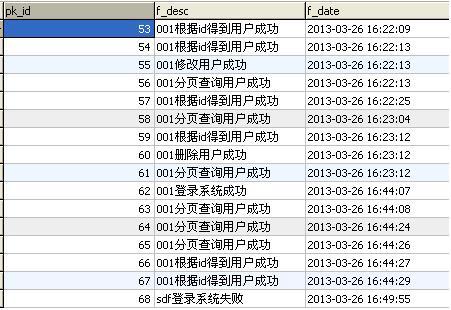 pk_id f_desc f_date
53 001根据id得到用户成功 2013-03-26 16:22:09
54 001根据id得到用户成功 2013-03-26 16:22:13
55 001修改用户成功 2013-03-26 16:22:13
56 001分页查询用户成功 2013-03-26 16:22:13
57 001根据id得到用户成功 2013-03-26 16:22:25
58 001分页查询用户成功 2013-03-26 16:23:04
59 001根据id得到用户成功 2013-03-26 16:23:12
60 001删除用户成功 2013-03-26 16:23:12
61 001分页查询用户成功 2013-03-26 16:23:12
62 001登录系统成功 2013-03-26 16:44:07
63 001分页查询用户成功 2013-03-26 16:44:08
64 001分页查询用户成功 2013-03-26 16:44:24
65 001分页查询用户成功 2013-03-26 16:44:26
66 001根据id得到用户成功 2013-03-26 16:44:27
67 001根据id得到用户成功 2013-03-26 16:44:29
68 sdf登录系统失败 2013-03-26 16:49:55